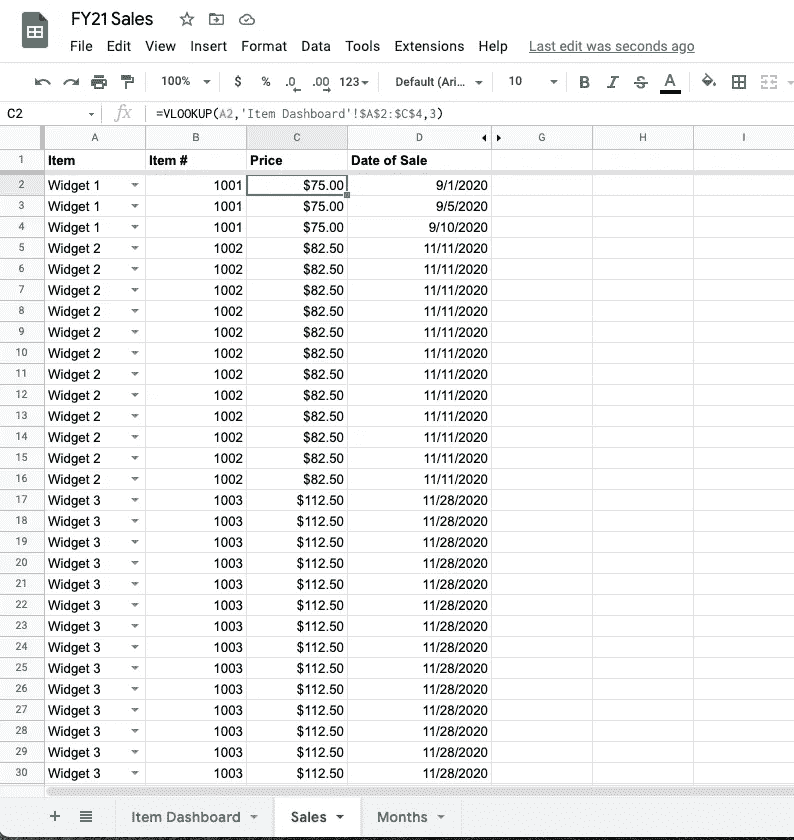 FY21 Sales
File Edit View Insert Format Data Tools Extensions Help Last edit was seconds ago
100% $ % .0 .00 123 Default (Ari... 10 B I S A
C2 fx =VLOOKUP(A2,'Item Dashboard'!$A$2:$C$4,3)
A B C D G H I
1 Item Item # Price Date of Sale
2 Widget 1 1001 $75.00 9/1/2020
3 Widget 1 1001 $75.00 9/5/2020
4 Widget 1 1001 $75.00 9/10/2020
5 Widget 2 1002 $82.50 11/11/2020
6 Widget 2 1002 $82.50 11/11/2020
7 Widget 2 1002 $82.50 11/11/2020
8 Widget 2 1002 $82.50 11/11/2020
9 Widget 2 1002 $82.50 11/11/2020
10 Widget 2 1002 $82.50 11/11/2020
11 Widget 2 1002 $82.50 11/11/2020
12 Widget 2 1002 $82.50 11/11/2020
13 Widget 2 1002 $82.50 11/11/2020
14 Widget 2 1002 $82.50 11/11/2020
15 Widget 2 1002 $82.50 11/11/2020
16 Widget 2 1002 $82.50 11/11/2020
17 Widget 3 1003 $112.50 11/28/2020
18 Widget 3 1003 $112.50 11/28/2020
19 Widget 3 1003 $112.50 11/28/2020
20 Widget 3 1003 $112.50 11/28/2020
21 Widget 3 1003 $112.50 11/28/2020
22 Widget 3 1003 $112.50 11/28/2020
23 Widget 3 1003 $112.50 11/28/2020
24 Widget 3 1003 $112.50 11/28/2020
25 Widget 3 1003 $112.50 11/28/2020
26 Widget 3 1003 $112.50 11/28/2020
27 Widget 3 1003 $112.50 11/28/2020
28 Widget 3 1003 $112.50 11/28/2020
29 Widget 3 1003 $112.50 11/28/2020
30 Widget 3 1003 $112.50 11/28/2020
Item Dashboard Sales Months